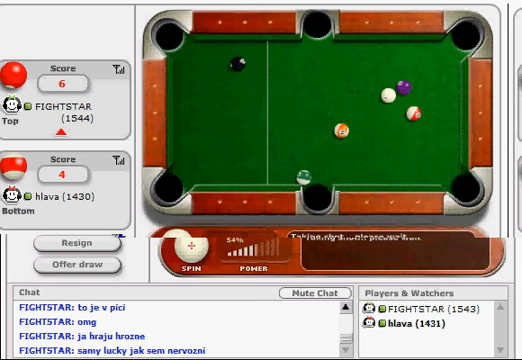 Score
6
FIGHTSTAR
(1544)
Top
Score
4
hlava (1430)
Bottom
Resign
Offer draw
54%
SPIN
POWER
Chat
Mute Chat
Players & Watchers
FIGHTSTAR: to je v pici
FIGHTSTAR: omg
FIGHTSTAR: ja hraju hrozne
FIGHTSTAR: samy lucky jak sem nervozni
FIGHTSTAR (1543)
hlava (1431)